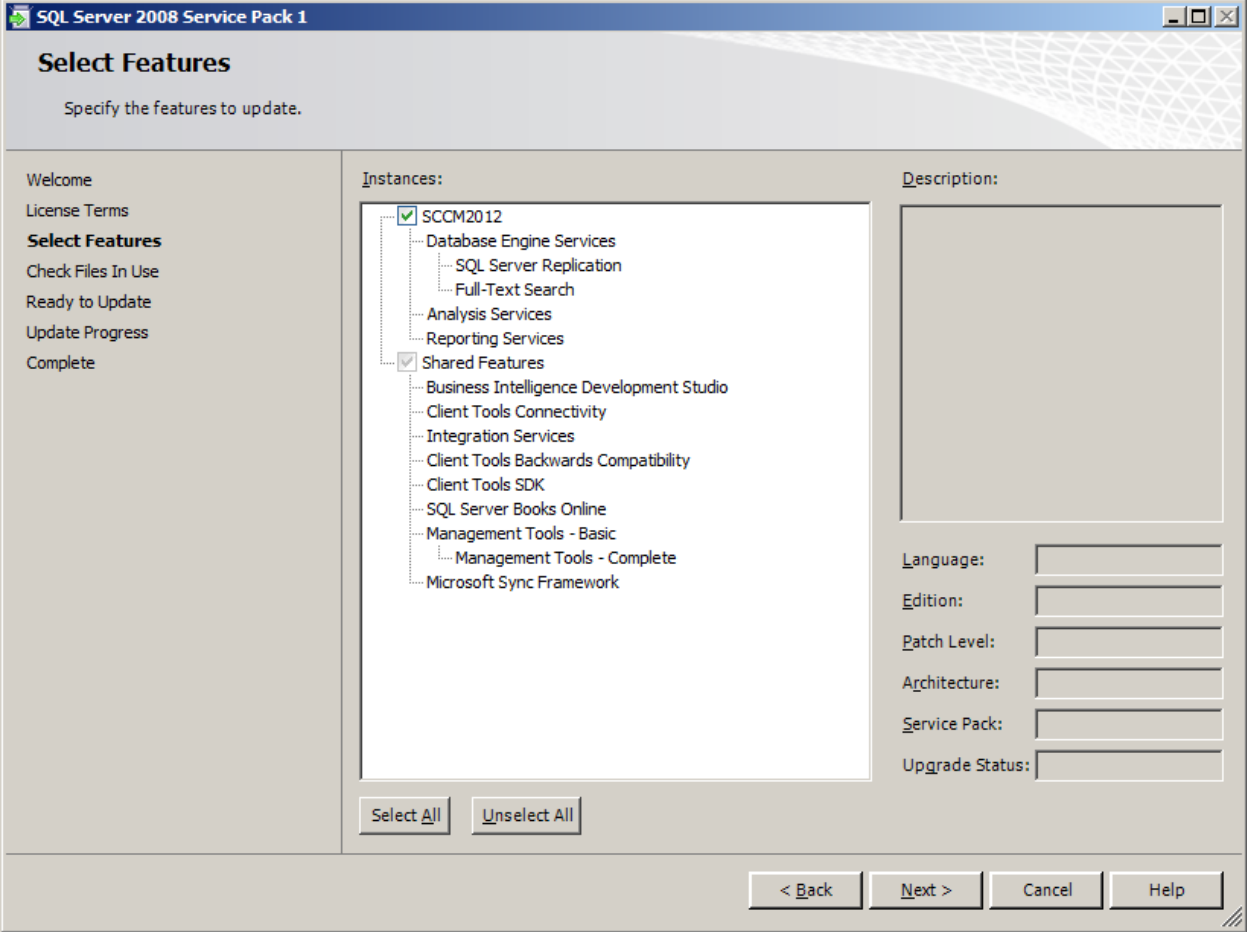 SQL Server 2008 Service Pack 1
Select Features
Specify the features to update.
Welcome
License Terms
Select Features
Check Files In Use
Ready to Update
Update Progress
Complete
Instances:
SCCM2012
Database Engine Services
SQL Server Replication
Full-Text Search
Analysis Services
Reporting Services
Shared Features
Business Intelligence Development Studio
Client Tools Connectivity
Integration Services
Client Tools Backwards Compatibility
Client Tools SDK
SQL Server Books Online
Management Tools - Basic
Management Tools - Complete
Microsoft Sync Framework
Select All
Unselect All
Description:
Language:
Edition:
Patch Level:
Architecture:
Service Pack:
Upgrade Status:
< Back
Next >
Cancel
Help